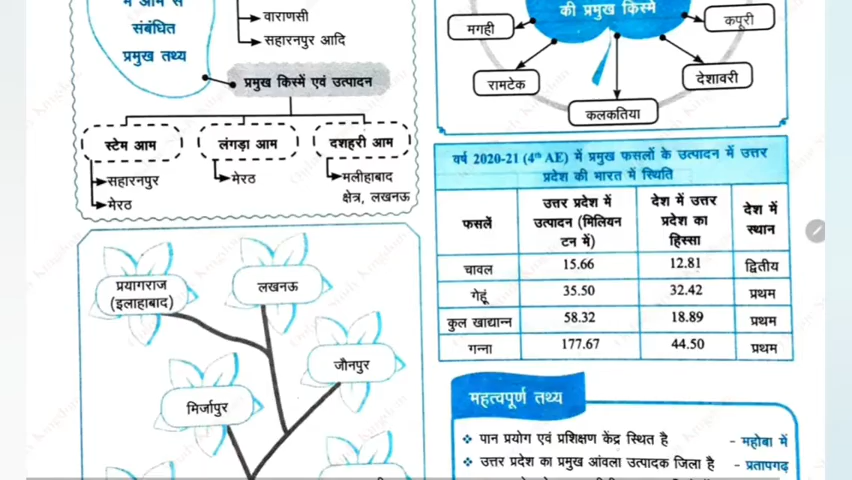 संबंधित
प्रमुख तथ्य
वाराणसी
सहारनपुर आदि
प्रमुख किस्में एवं उत्पादन
स्टेम आम
लंगड़ा आम
दशहरी आम
सहारनपुर
मेरठ
मेरठ
मलीहाबाद
क्षेत्र, लखनऊ
प्रयागराज
(इलाहाबाद)
लखनऊ
जौनपुर
मिर्जापुर
की प्रमुख किस्में
मगही
कपूरी
रामटेक
देशावरी
कलकतिया
वर्ष 2020-21 (4th AE) में प्रमुख फसलों के उत्पादन में उत्तर
प्रदेश की भारत में स्थिति
फसलें उत्तर प्रदेश में उत्पादन (मिलियन टन में) देश में उत्तर प्रदेश का हिस्सा देश में स्थान
चावल 15.66 12.81 द्वितीय
गेहूं 35.50 32.42 प्रथम
कुल खाद्यान्न 58.32 18.89 प्रथम
गन्ना 177.67 44.50 प्रथम
महत्वपूर्ण तथ्य
❖ पान प्रयोग एवं प्रशिक्षण केंद्र स्थित है - महोबा में
❖ उत्तर प्रदेश का प्रमुख आंवला उत्पादक जिला है - प्रतापगढ़